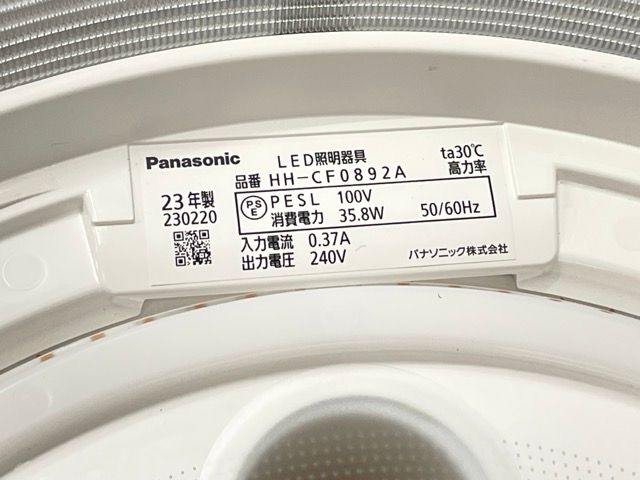 Panasonic LED照明器具 ta30℃
品番 HH-CF0892A 高力率
23年製
230220
PSE PESL 100V
消費電力 35.8W 50/60Hz
入力電流 0.37A
出力電圧 240V パナソニック株式会社